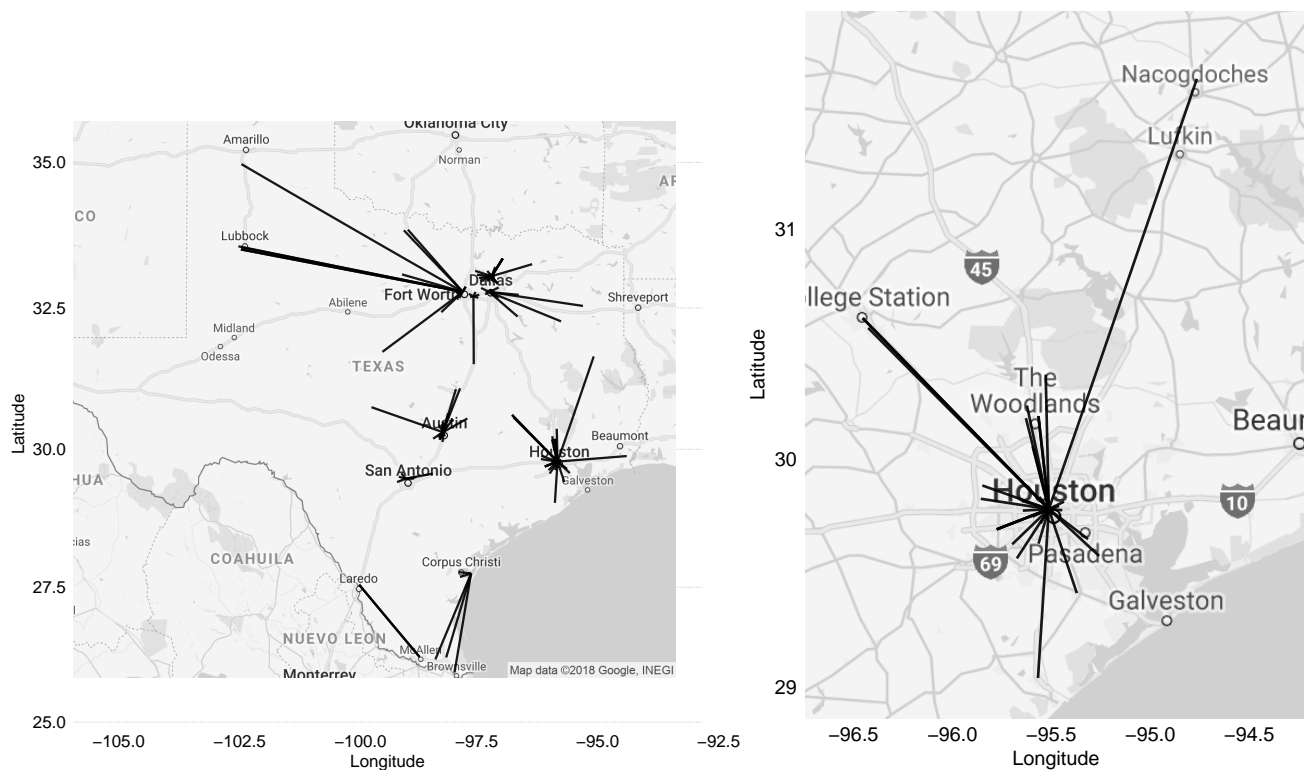 Oklahoma City
Amarillo
Norman
35.0
AR
CO
Lubbock
Dallas
Fort Worth
Shreveport
Abilene
32.5
Midland
Odessa
TEXAS
Latitude
Austin
Beaumont
30.0
Houston
San Antonio
Galveston
HUA
cias
COAHUILA
Corpus Christi
Laredo
27.5
NUEVO LEON
McAllen
Brownsville
Monterrey
Map data ©2018 Google, INEGI
25.0
−105.0
−102.5
−100.0
−97.5
−95.0
−92.5
Longitude
Nacogdoches
Lufkin
31
45
llege Station
Latitude
The
Woodlands
Beaum
30
Houston
10
Pasadena
69
Galveston
29
−96.5
−96.0
−95.5
−95.0
−94.5
Longitude